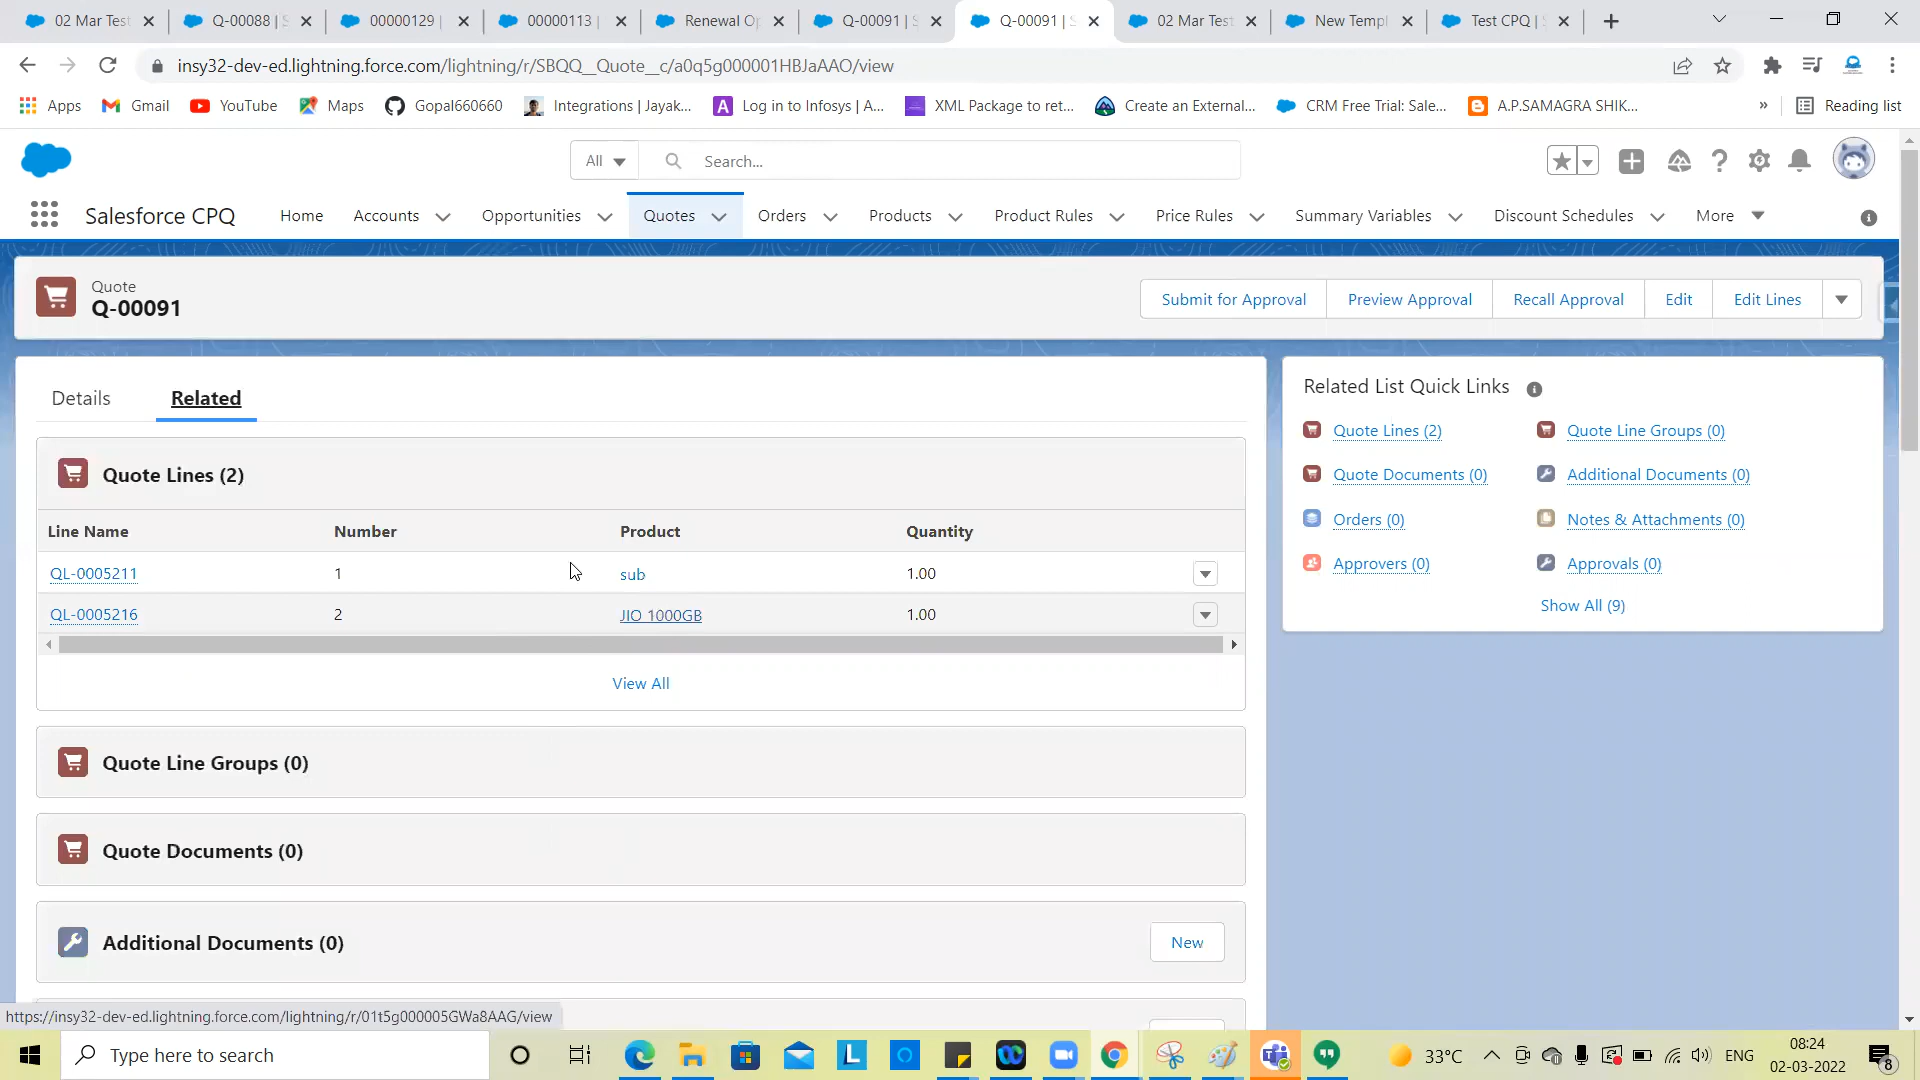 02 Mar Test
Q-00088 | S
00000129 |
00000113 |
Renewal Op
Q-00091 | S
Q-00091 | S
02 Mar Test
New Templ
Test CPQ | S
insy32-dev-ed.lightning.force.com/lightning/r/SBQQ__Quote__c/a0q5g000001HBJaAAO/view
Apps
Gmail
YouTube
Maps
Gopal660060
Integrations | Jayak...
Log in to Infosys | A...
XML Package to ret...
Create an External...
CRM Free Trial: Sale...
A.P.SAMAGRA SHIK...
»
Reading list
All
Search...
Salesforce CPQ
Home
Accounts
Opportunities
Quotes
Orders
Products
Product Rules
Price Rules
Summary Variables
Discount Schedules
More
Quote
Q-00091
Submit for Approval
Preview Approval
Recall Approval
Edit
Edit Lines
Details
Related
Quote Lines (2)
Line Name Number Product Quantity
QL-0005211 1 sub 1.00
QL-0005216 2 JIO 1000GB 1.00
View All
Quote Line Groups (0)
Quote Documents (0)
Additional Documents (0)
New
Related List Quick Links
Quote Lines (2)
Quote Line Groups (0)
Quote Documents (0)
Additional Documents (0)
Orders (0)
Notes & Attachments (0)
Approvers (0)
Approvals (0)
Show All (9)
https://insy32-dev-ed.lightning.force.com/lightning/r/01t5g000005GWa8AAG/view
Type here to search
33°C
ENG
08:24
02-03-2022
8